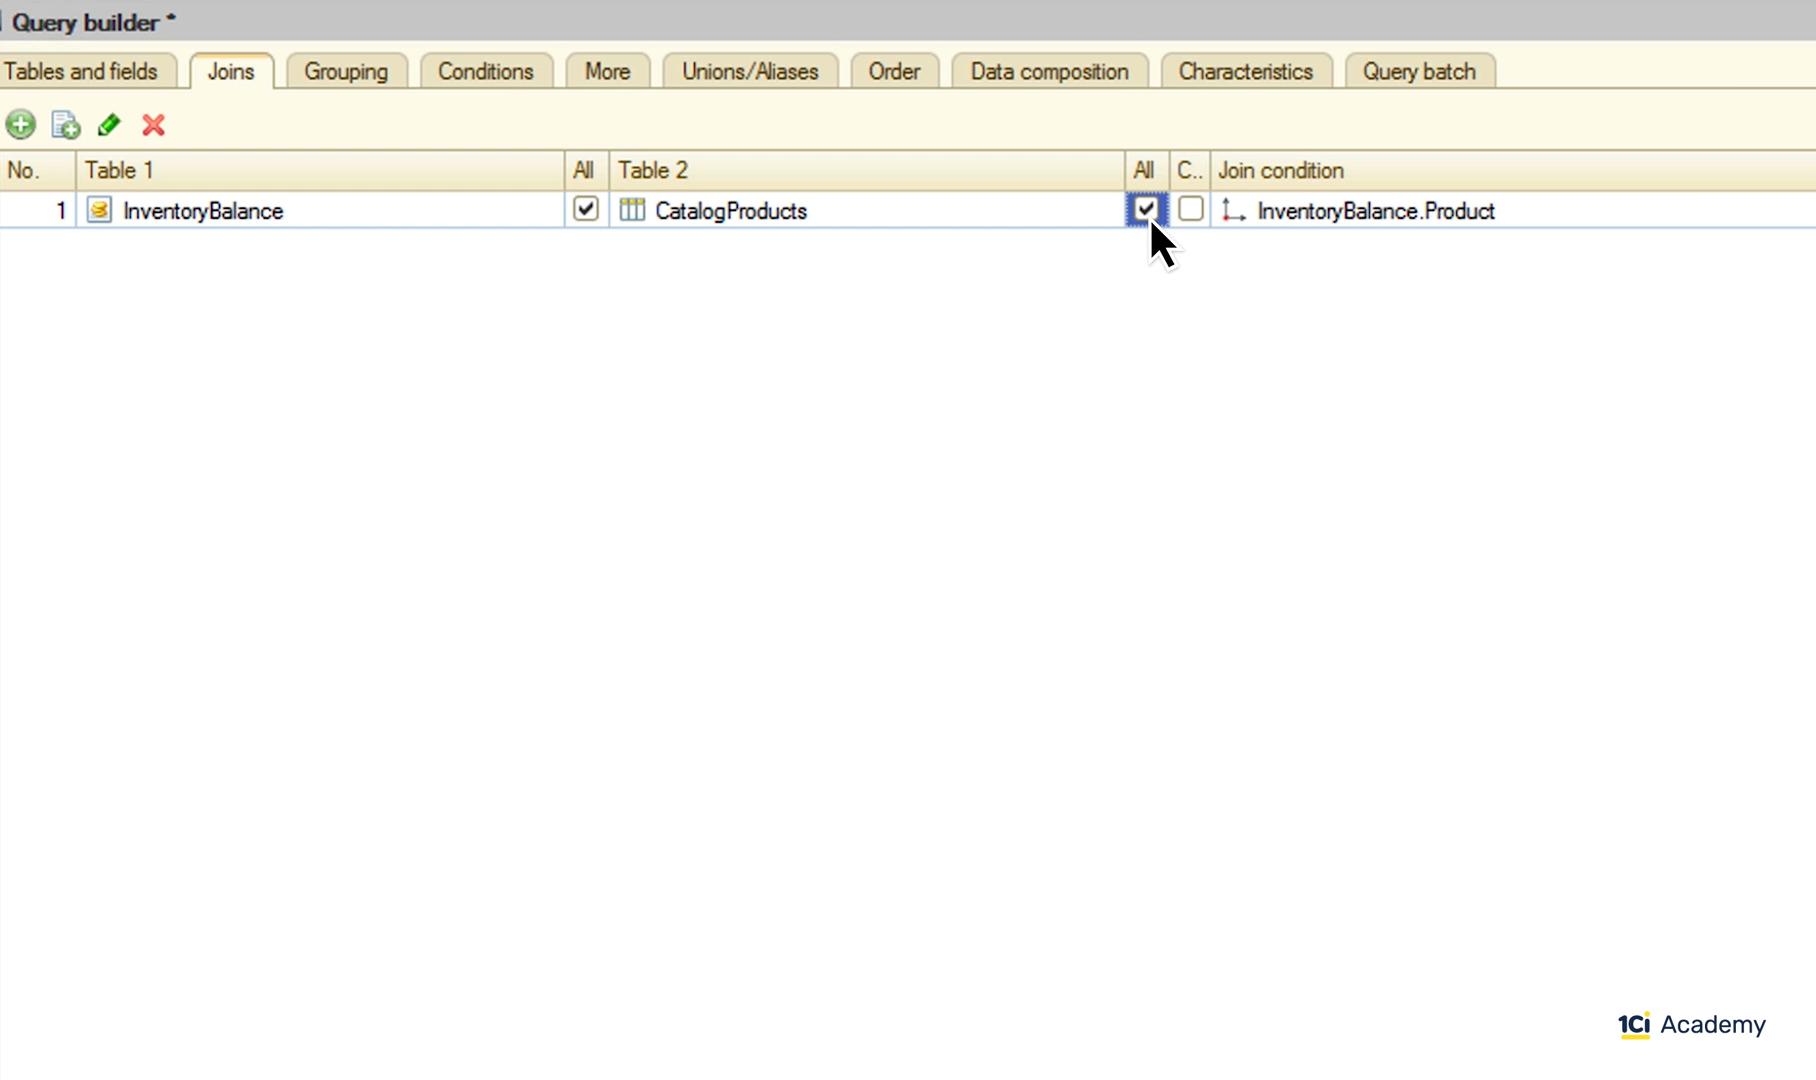 Query builder *
Tables and fields Joins Grouping Conditions More Unions/Aliases Order Data composition Characteristics Query batch
No. Table 1 All Table 2 All C.. Join condition
1 InventoryBalance CatalogProducts InventoryBalance.Product
1Ci Academy